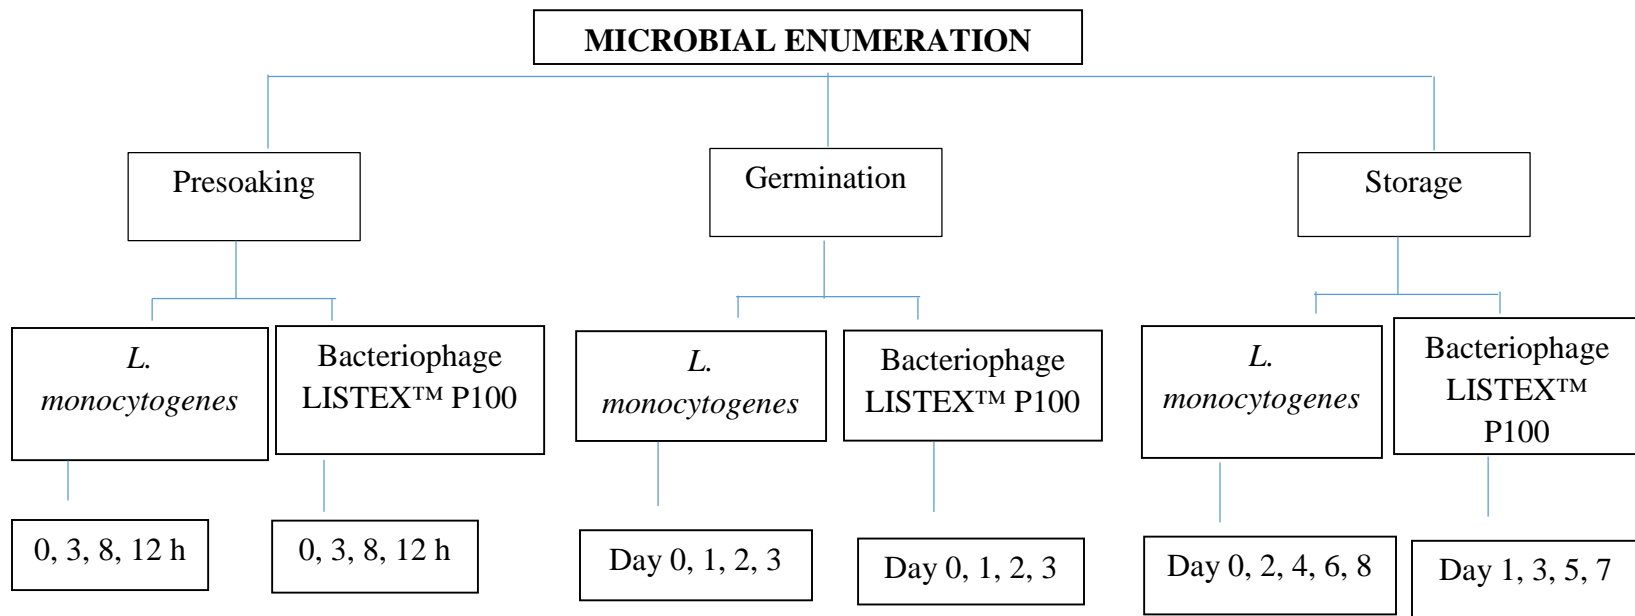 MICROBIAL ENUMERATION
Presoaking
Germination
Storage
L.
monocytogenes
Bacteriophage
LISTEX™ P100
L.
monocytogenes
Bacteriophage
LISTEX™ P100
L.
monocytogenes
Bacteriophage
LISTEX™
P100
0, 3, 8, 12 h
0, 3, 8, 12 h
Day 0, 1, 2, 3
Day 0, 1, 2, 3
Day 0, 2, 4, 6, 8
Day 1, 3, 5, 7